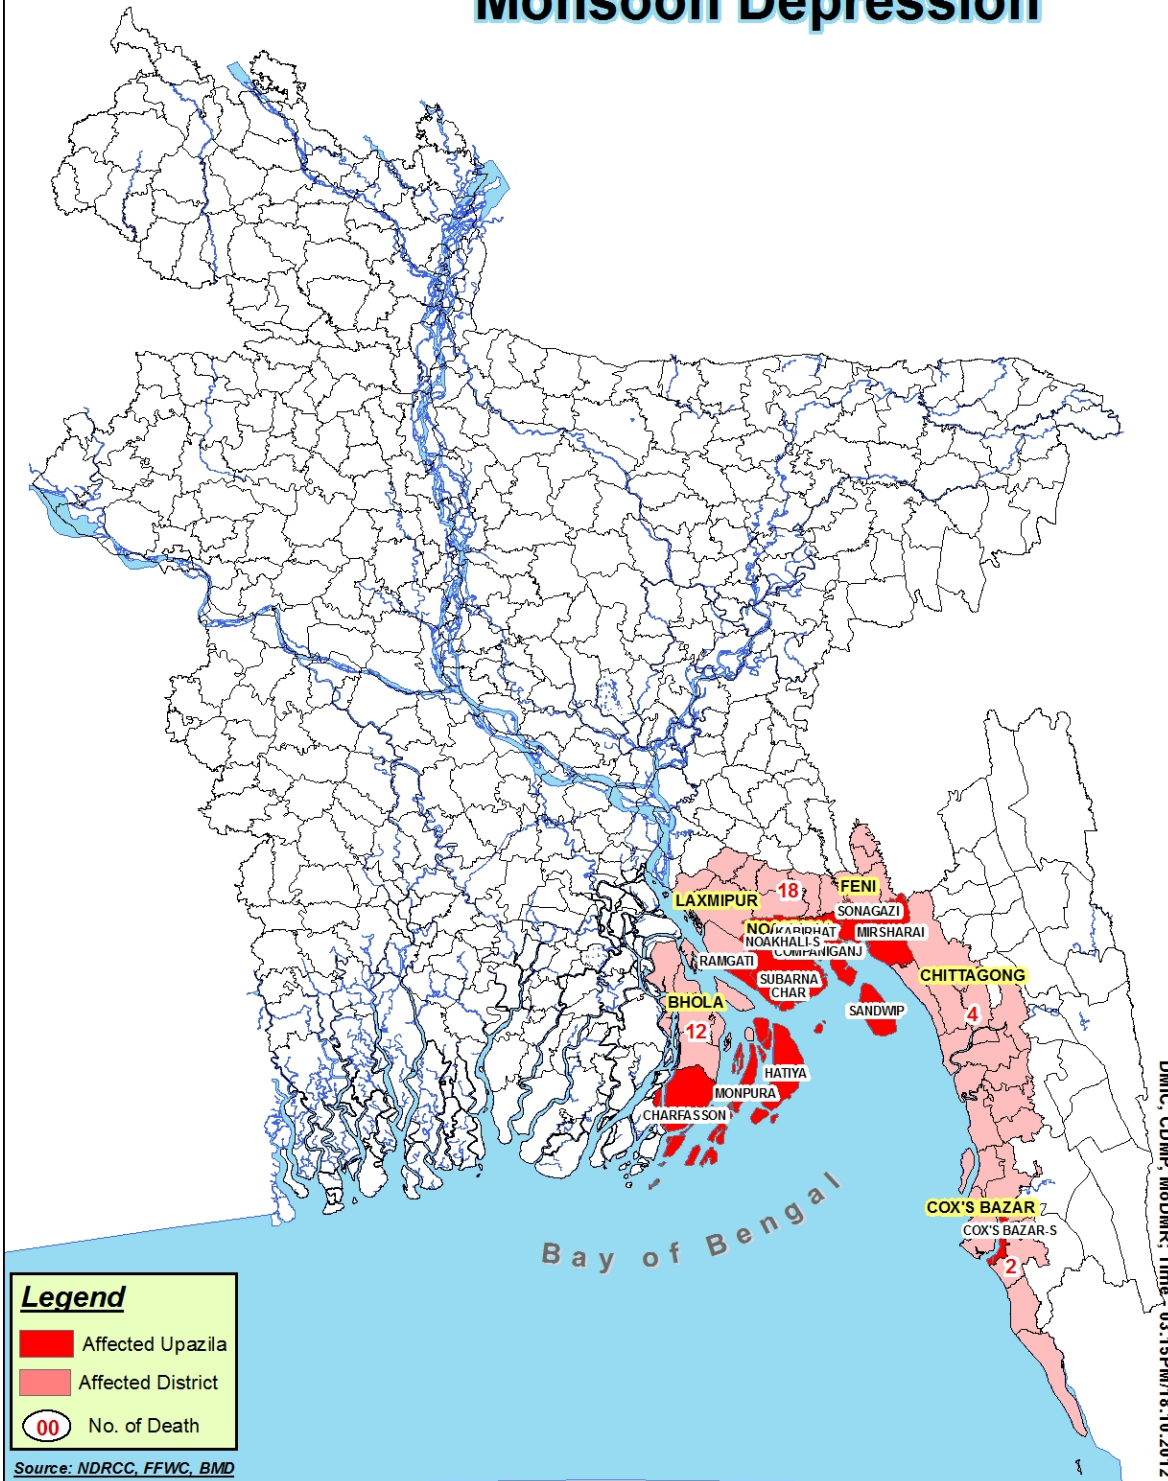 Monsoon Depression
LAXMIPUR
18
FENI
SONAGAZI
KABIRHAT
MIRSHARAI
NOAKHALI-S
COMPANIGANJ
RAMGATI
CHITTAGONG
SUBARNA
CHAR
BHOLA
SANDWIP
4
12
HATIYA
MONPURA
CHARFASSON
Bay of Bengal
COX'S BAZAR
COX'S BAZAR-S
2
Legend
Affected Upazila
Affected District
00 No. of Death
Source: NDRCC, FFWC, BMD